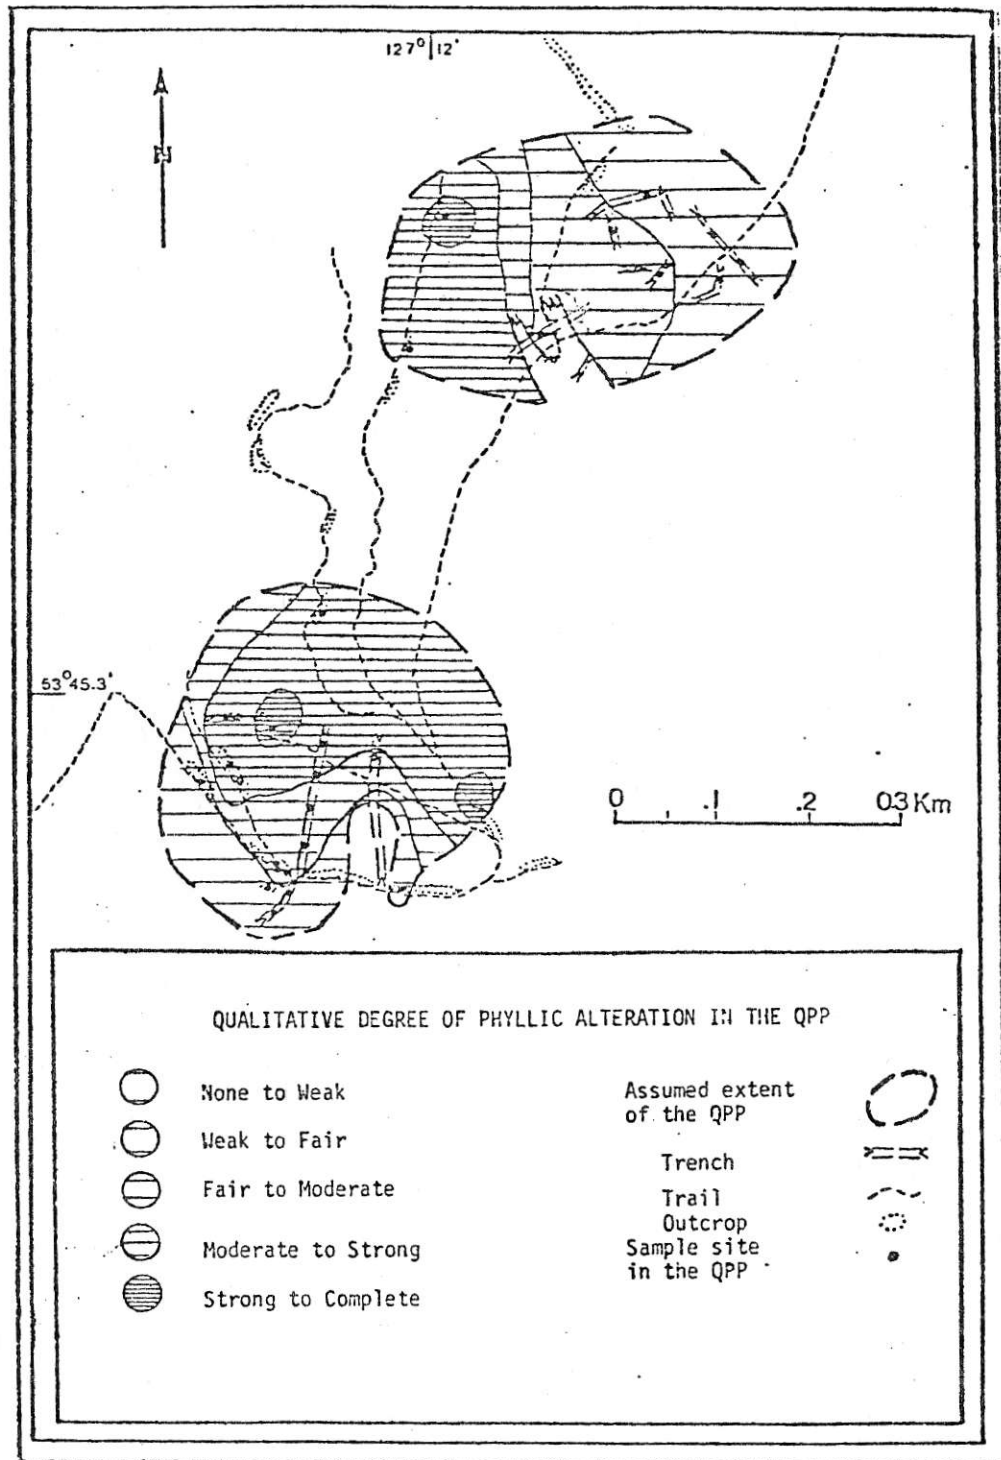 127° 12'
N
53°45.3'
0 .1 .2 03 Km
QUALITATIVE DEGREE OF PHYLLIC ALTERATION IN THE QPP
None to Weak
Weak to Fair
Fair to Moderate
Moderate to Strong
Strong to Complete
Assumed extent
of the QPP
Trench
Trail
Outcrop
Sample site
in the QPP